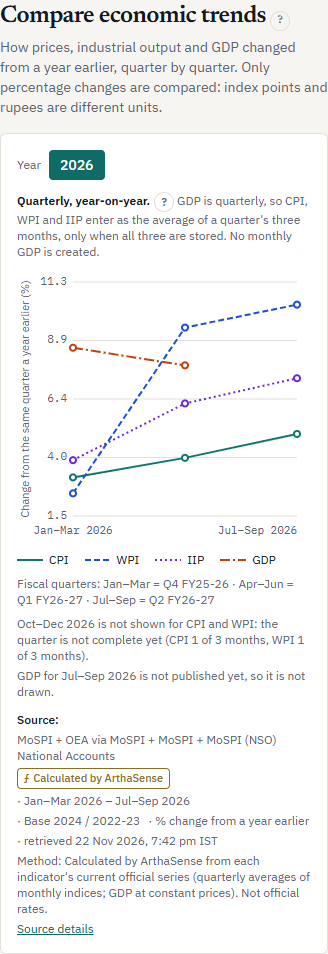 Compare economic trends ?
How prices, industrial output and GDP changed
from a year earlier, quarter by quarter. Only
percentage changes are compared: index points and
rupees are different units.
Year 2026
Quarterly, year-on-year. ? GDP is quarterly, so CPI,
WPI and IIP enter as the average of a quarter's three
months, only when all three are stored. No monthly
GDP is created.
Change from the same quarter a year earlier (%)
11.3
8.9
6.4
4.0
1.5
Jan–Mar 2026 Jul–Sep 2026
CPI WPI IIP GDP
Fiscal quarters: Jan–Mar = Q4 FY25-26 · Apr–Jun =
Q1 FY26-27 · Jul–Sep = Q2 FY26-27
Oct–Dec 2026 is not shown for CPI and WPI: the
quarter is not complete yet (CPI 1 of 3 months, WPI 1
of 3 months).
GDP for Jul–Sep 2026 is not published yet, so it is not
drawn.
Source:
MoSPI + OEA via MoSPI + MoSPI + MoSPI (NSO)
National Accounts
ƒ Calculated by ArthaSense
· Jan–Mar 2026 – Jul–Sep 2026
· Base 2024 / 2022-23 · % change from a year earlier
· retrieved 22 Nov 2026, 7:42 pm IST
Method: Calculated by ArthaSense from each
indicator's current official series (quarterly averages of
monthly indices; GDP at constant prices). Not official
rates.
Source details